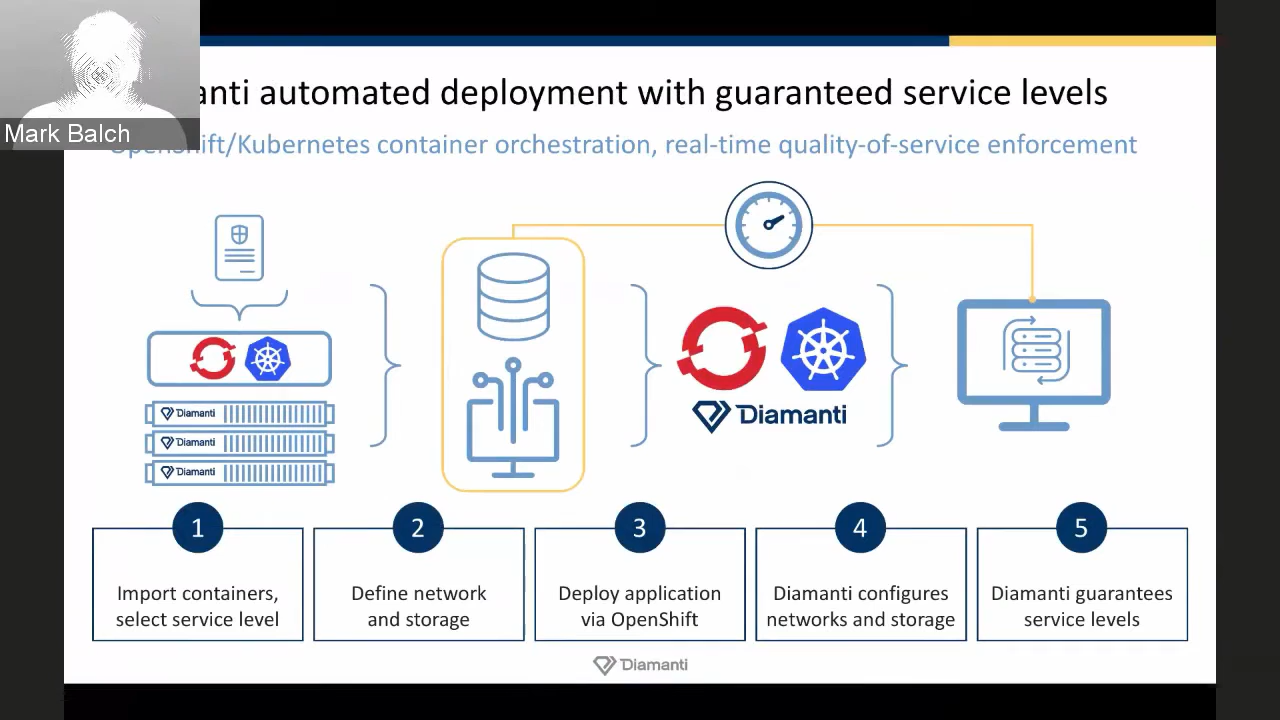 Mark Balch
anti automated deployment with guaranteed service levels
OpenShift/Kubernetes container orchestration, real-time quality-of-service enforcement
Diamanti
Diamanti
Diamanti
Diamanti
1
2
3
4
5
Import containers,
select service level
Define network
and storage
Deploy application
via OpenShift
Diamanti configures
networks and storage
Diamanti guarantees
service levels
Diamanti